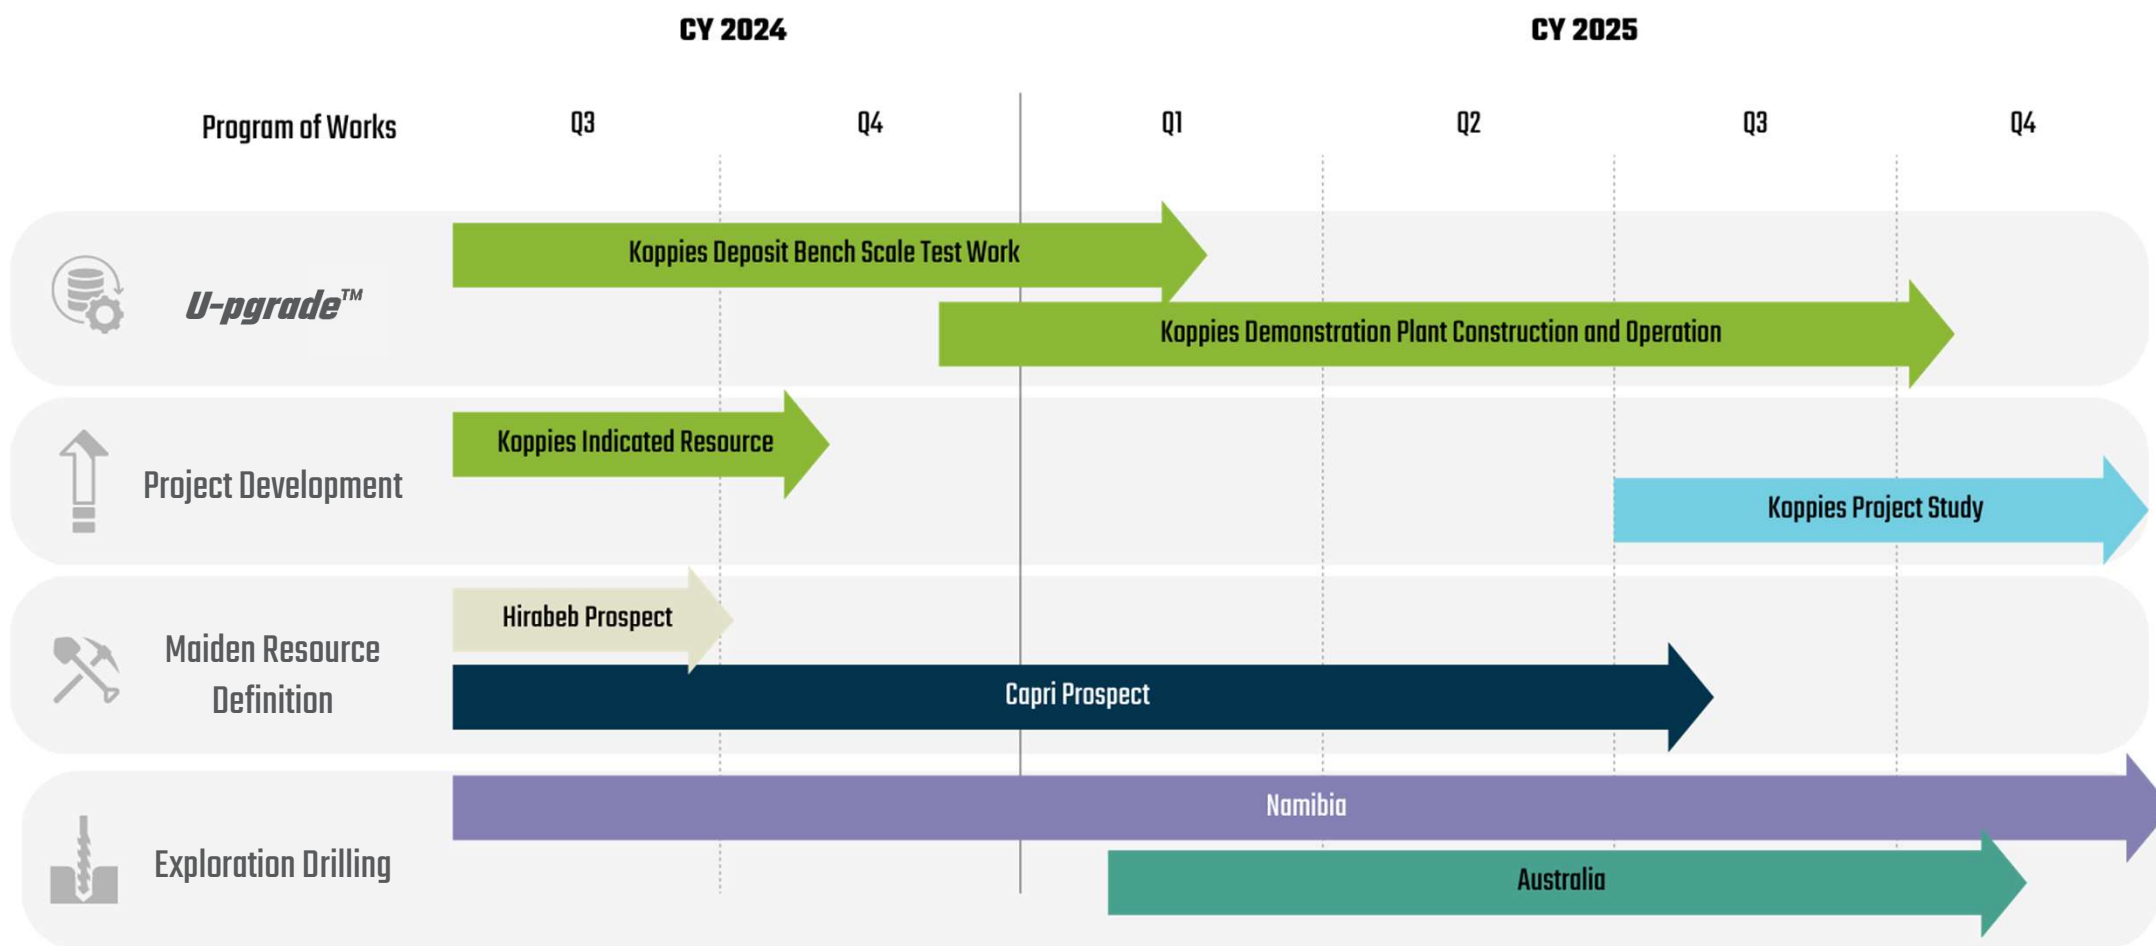 CY 2024
CY 2025
Program of Works
Q3
Q4
Q1
Q2
Q3
Q4
U-pgrade™
Koppies Deposit Bench Scale Test Work
Koppies Demonstration Plant Construction and Operation
Project Development
Koppies Indicated Resource
Koppies Project Study
Maiden Resource
Definition
Hirabeb Prospect
Capri Prospect
Exploration Drilling
Namibia
Australia